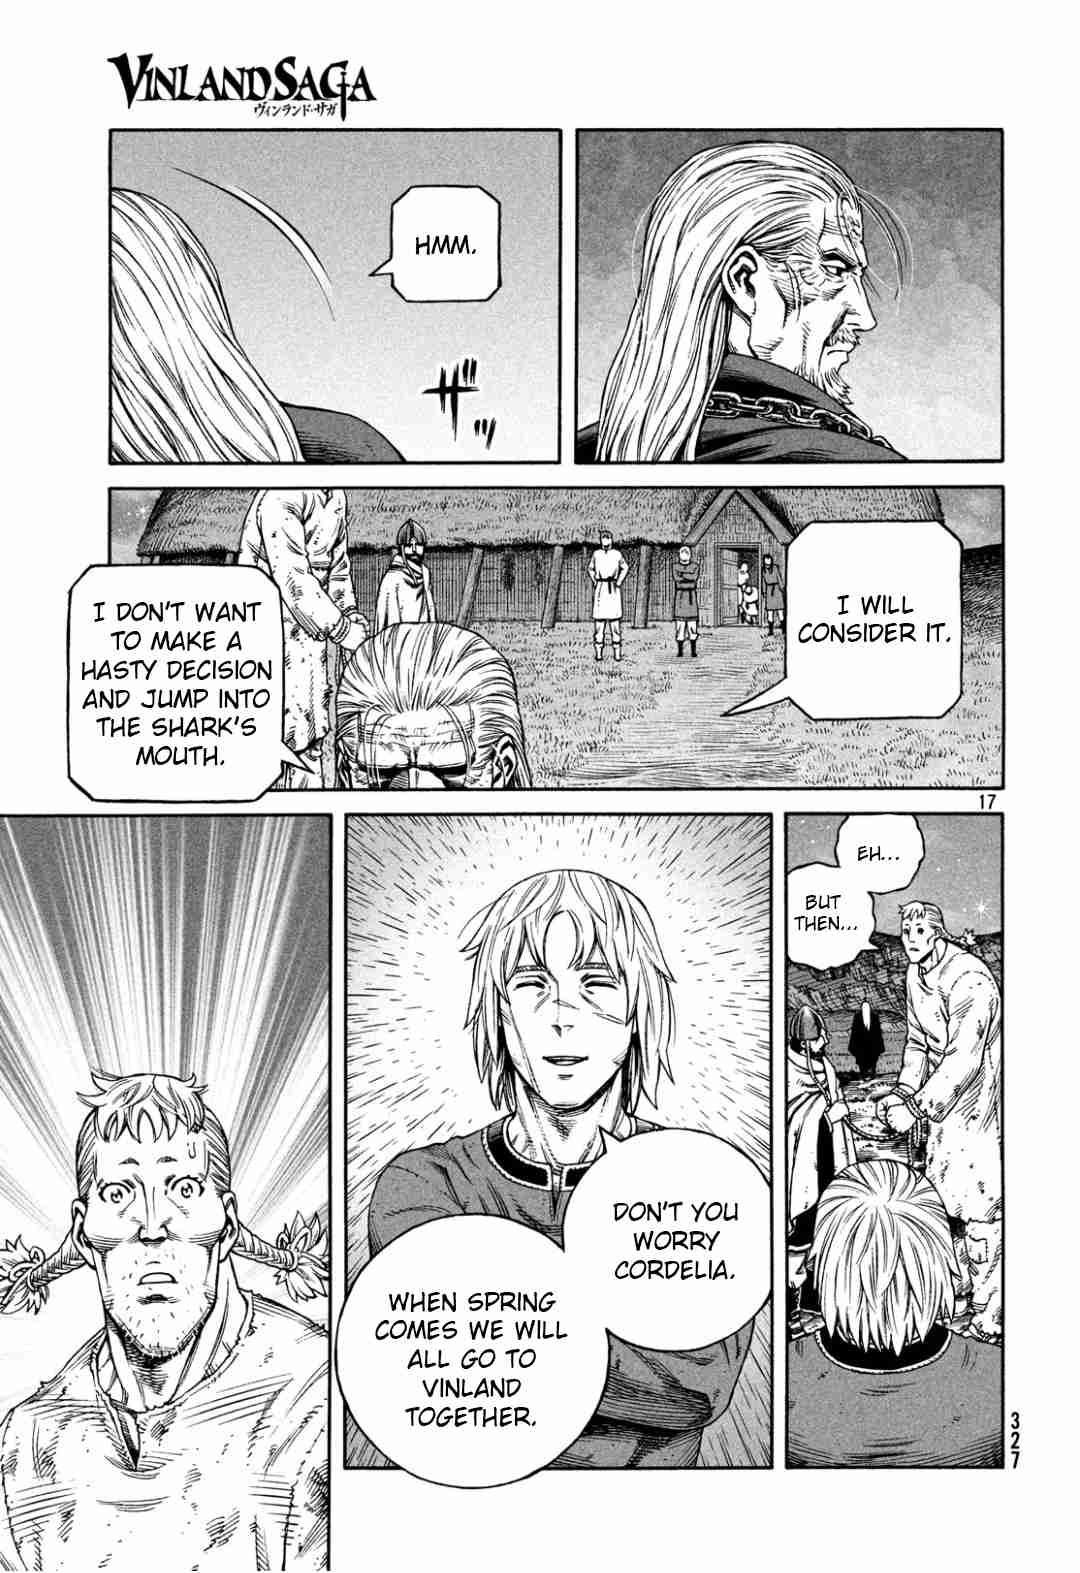 VINLAND SAGA
ヴィンランド・サガ
HMM.
ザッ
I WILL
CONSIDER IT.
I DON'T WANT
TO MAKE A
HASTY DECISION
AND JUMP INTO
THE SHARK'S
MOUTH.
17
EH...
BUT
THEN...
DON'T YOU
WORRY
CORDELIA.
WHEN SPRING
COMES WE WILL
ALL GO TO
VINLAND
TOGETHER.
327